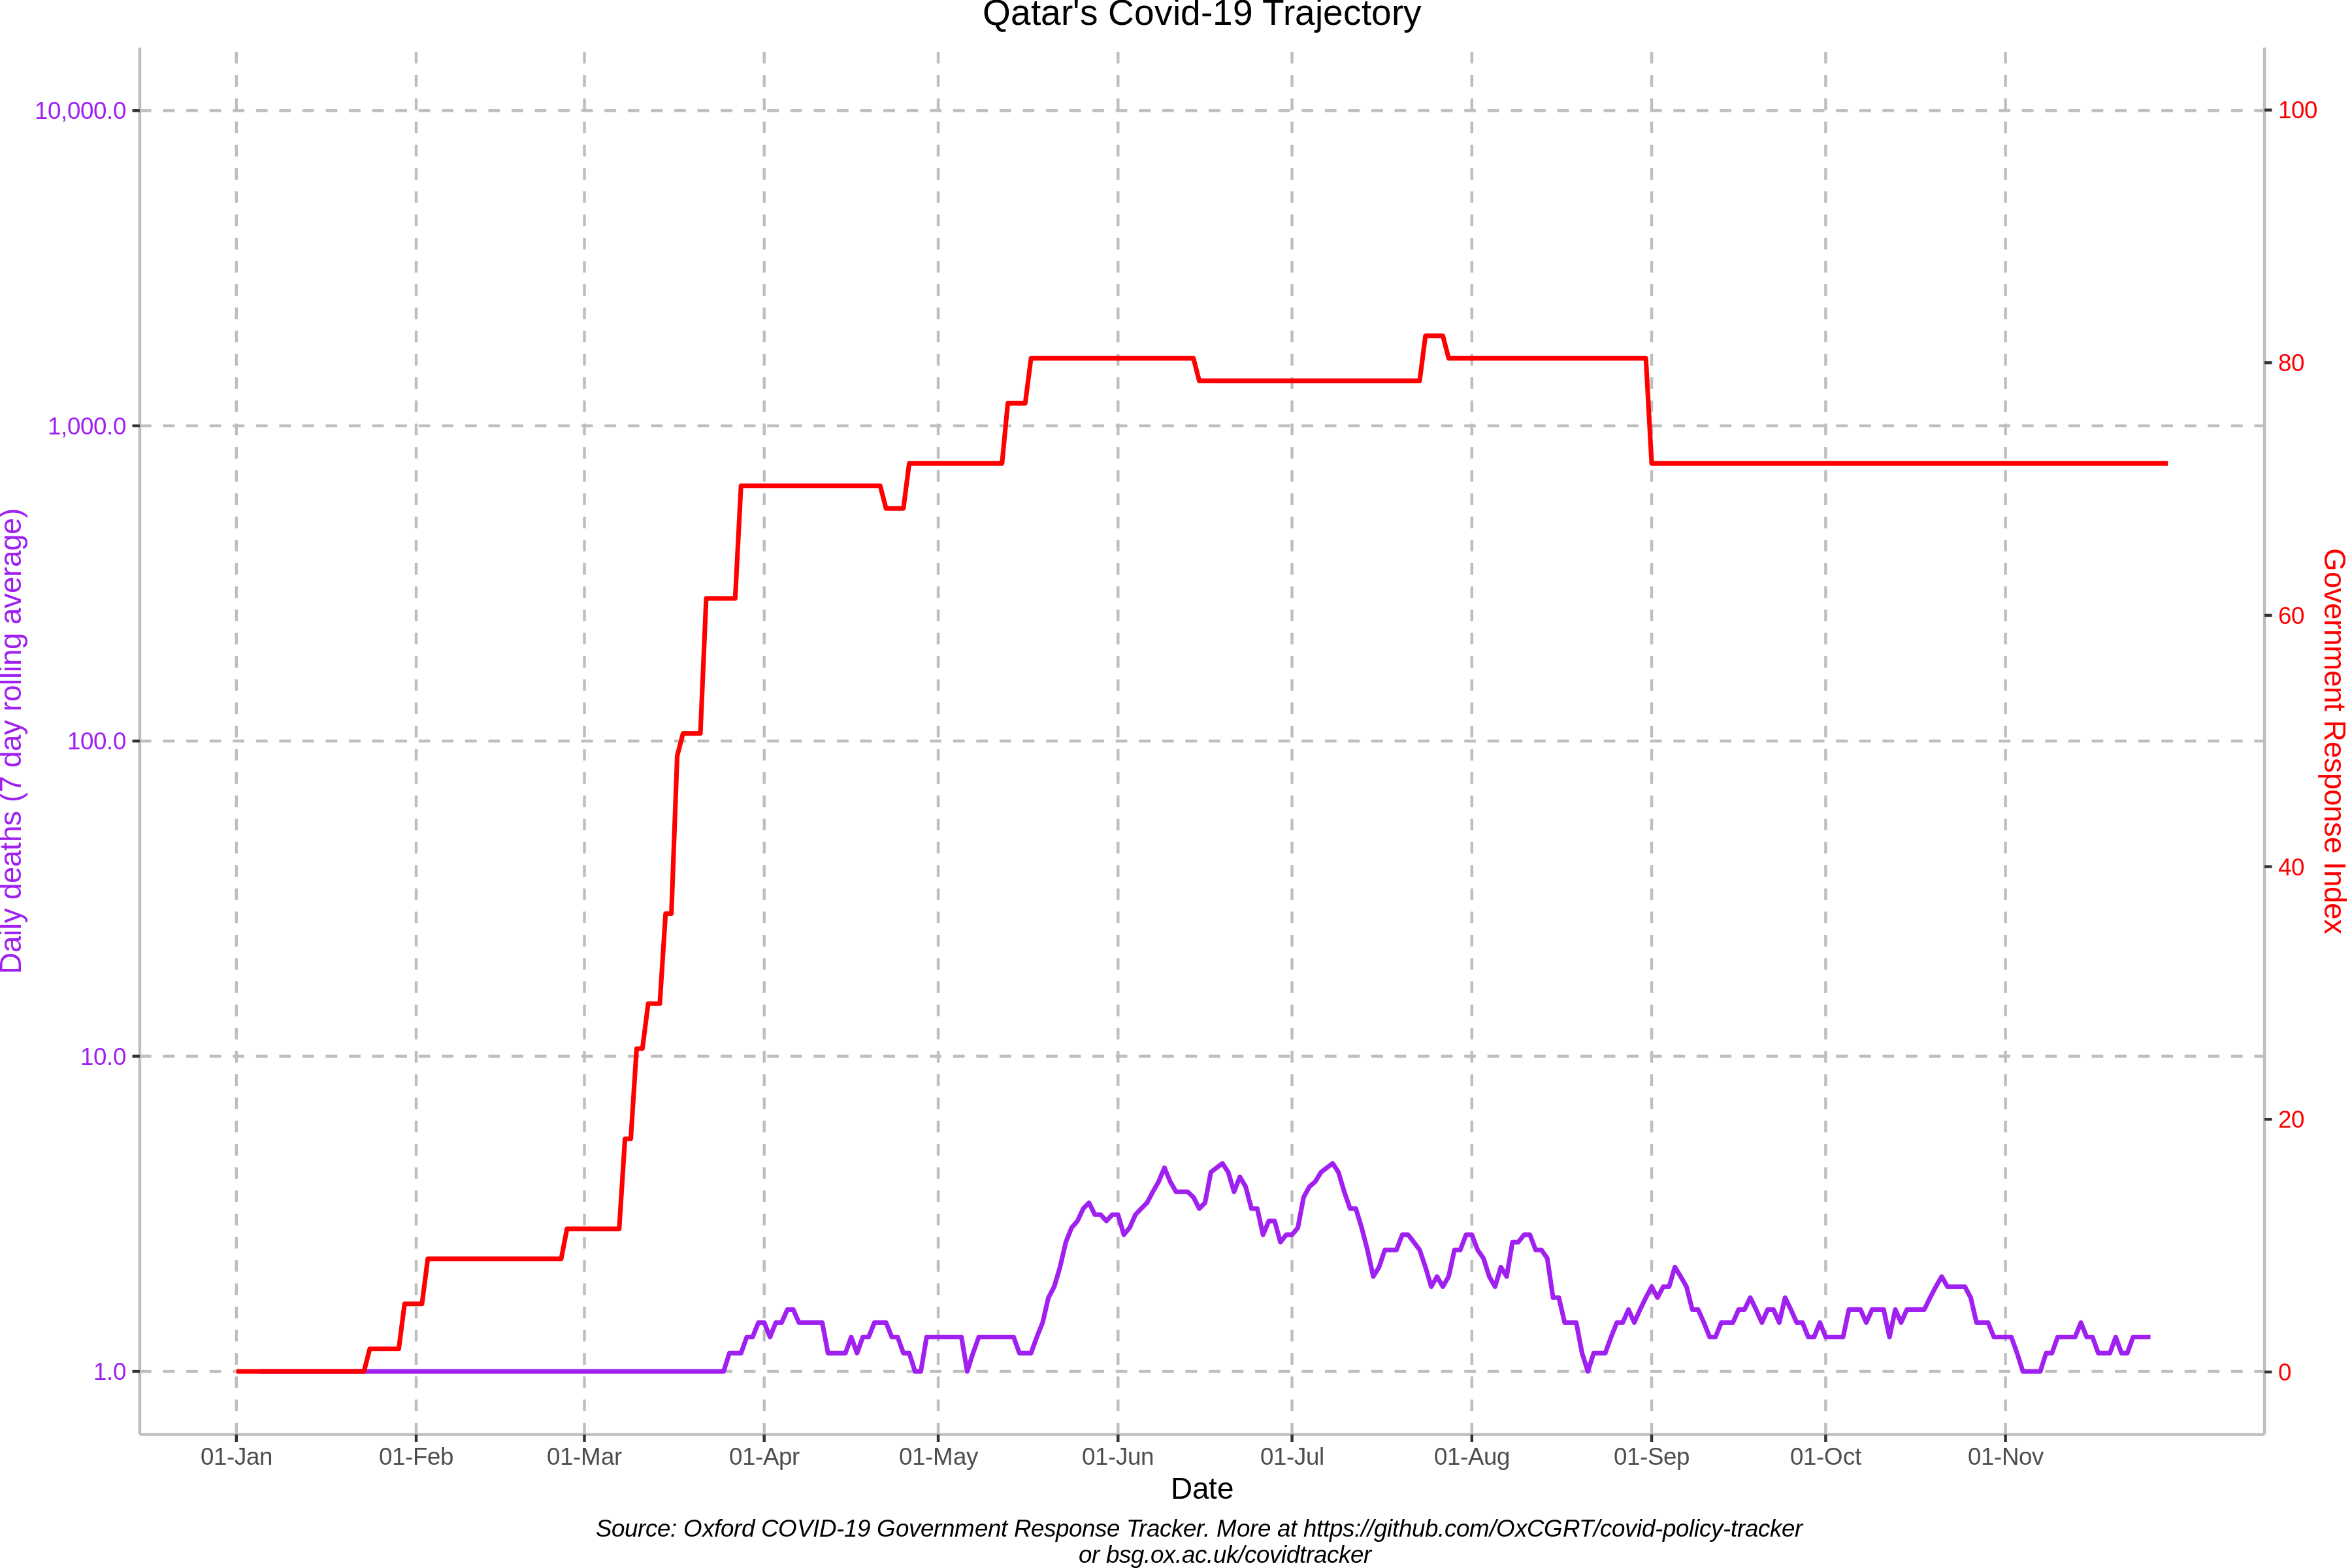 Qatar's Covid-19 Trajectory
10,000.0
1,000.0
100.0
10.0
1.0
Daily deaths (7 day rolling average)
100
80
60
40
20
0
Government Response Index
01-Jan 01-Feb 01-Mar 01-Apr 01-May 01-Jun 01-Jul 01-Aug 01-Sep 01-Oct 01-Nov
Date
Source: Oxford COVID-19 Government Response Tracker. More at https://github.com/OxCGRT/covid-policy-tracker
or bsg.ox.ac.uk/covidtracker